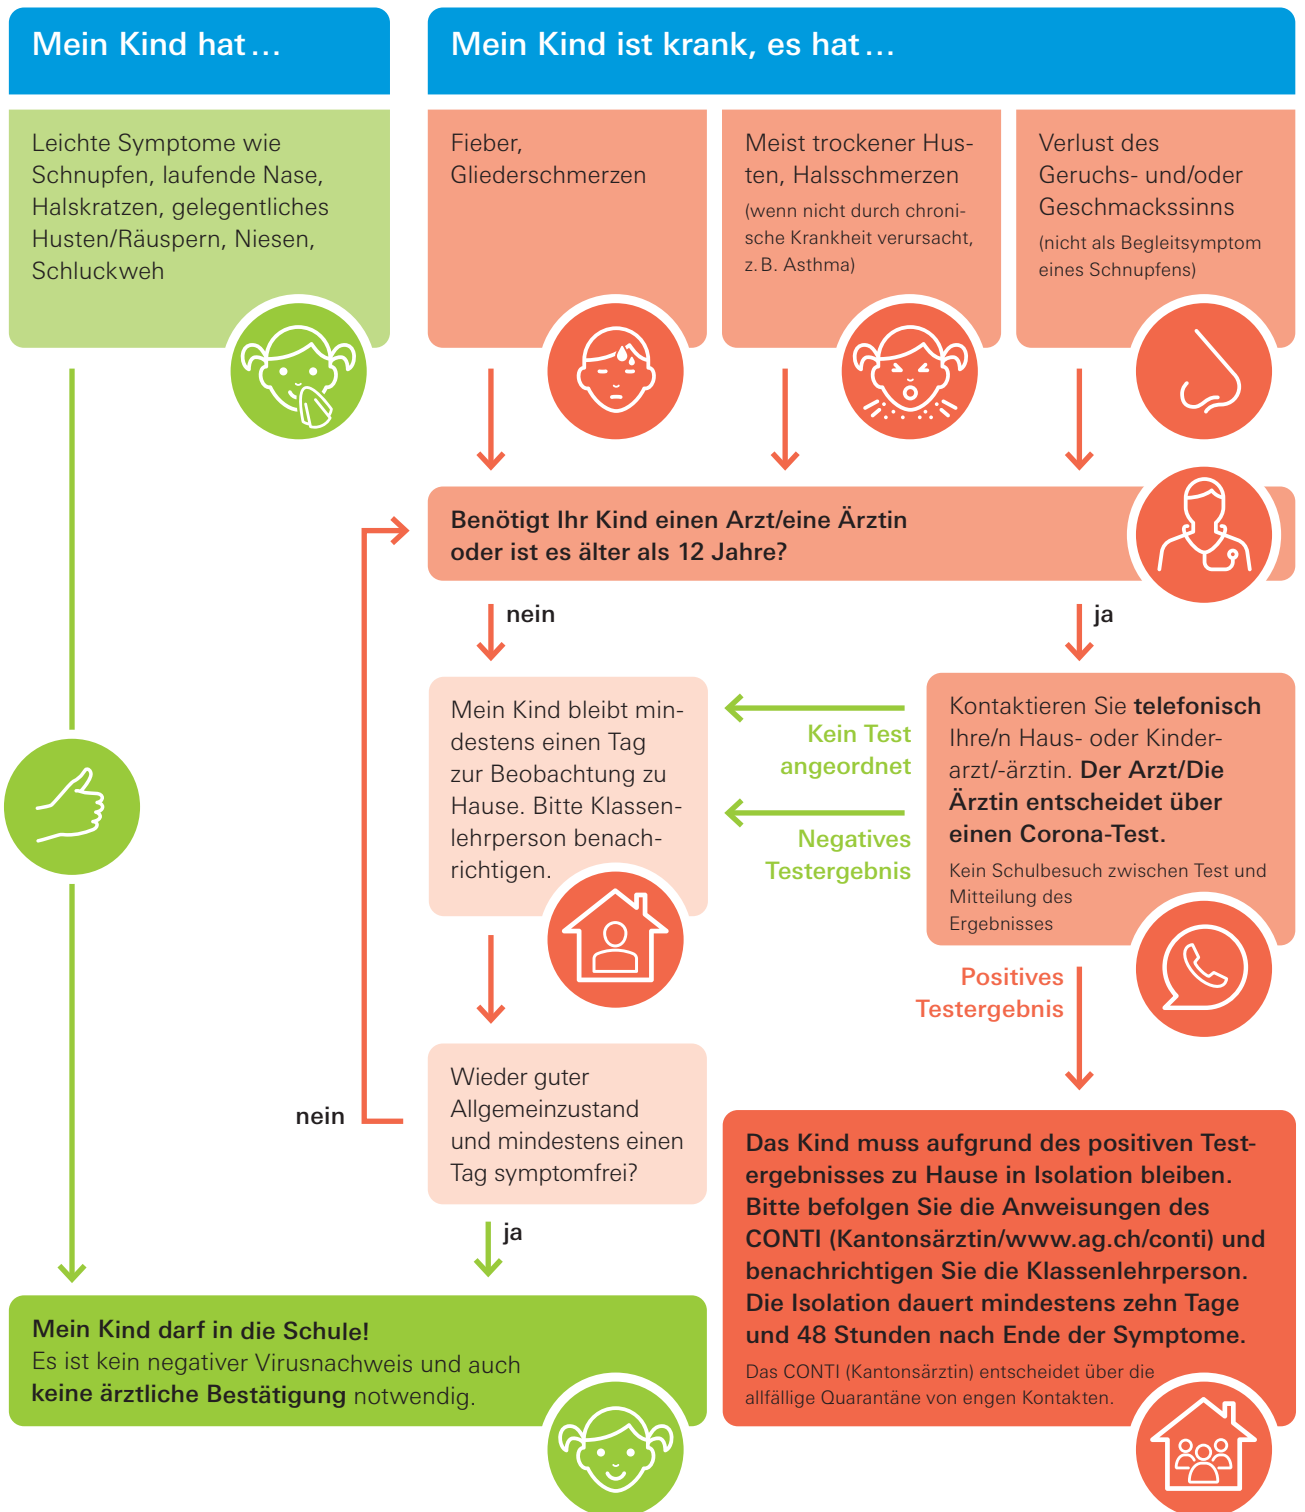 Mein Kind hat…
Leichte Symptome wie
Schnupfen, laufende Nase,
Halskratzen, gelegentliches
Husten/Räuspern, Niesen,
Schluckweh
Mein Kind ist krank, es hat…
Fieber,
Gliederschmerzen
Meist trockener Hus-
ten, Halsschmerzen
(wenn nicht durch chroni-
sche Krankheit verursacht,
z. B. Asthma)
Verlust des
Geruchs- und/oder
Geschmackssinns
(nicht als Begleitsymptom
eines Schnupfens)
Benötigt Ihr Kind einen Arzt/eine Ärztin
oder ist es älter als 12 Jahre?
nein
ja
Mein Kind bleibt min-
destens einen Tag
zur Beobachtung zu
Hause. Bitte Klassen-
lehrperson benach-
richtigen.
Kein Test
angeordnet
Negatives
Testergebnis
Kontaktieren Sie telefonisch
Ihre/n Haus- oder Kinder-
arzt/-ärztin. Der Arzt/Die
Ärztin entscheidet über
einen Corona-Test.
Kein Schulbesuch zwischen Test und
Mitteilung des
Ergebnisses
Positives
Testergebnis
Wieder guter
Allgemeinzustand
und mindestens einen
Tag symptomfrei?
nein
ja
Das Kind muss aufgrund des positiven Test-
ergebnisses zu Hause in Isolation bleiben.
Bitte befolgen Sie die Anweisungen des
CONTI (Kantonsärztin/www.ag.ch/conti) und
benachrichtigen Sie die Klassenlehrperson.
Die Isolation dauert mindestens zehn Tage
und 48 Stunden nach Ende der Symptome.
Das CONTI (Kantonsärztin) entscheidet über die
allfällige Quarantäne von engen Kontakten.
Mein Kind darf in die Schule!
Es ist kein negativer Virusnachweis und auch
keine ärztliche Bestätigung notwendig.